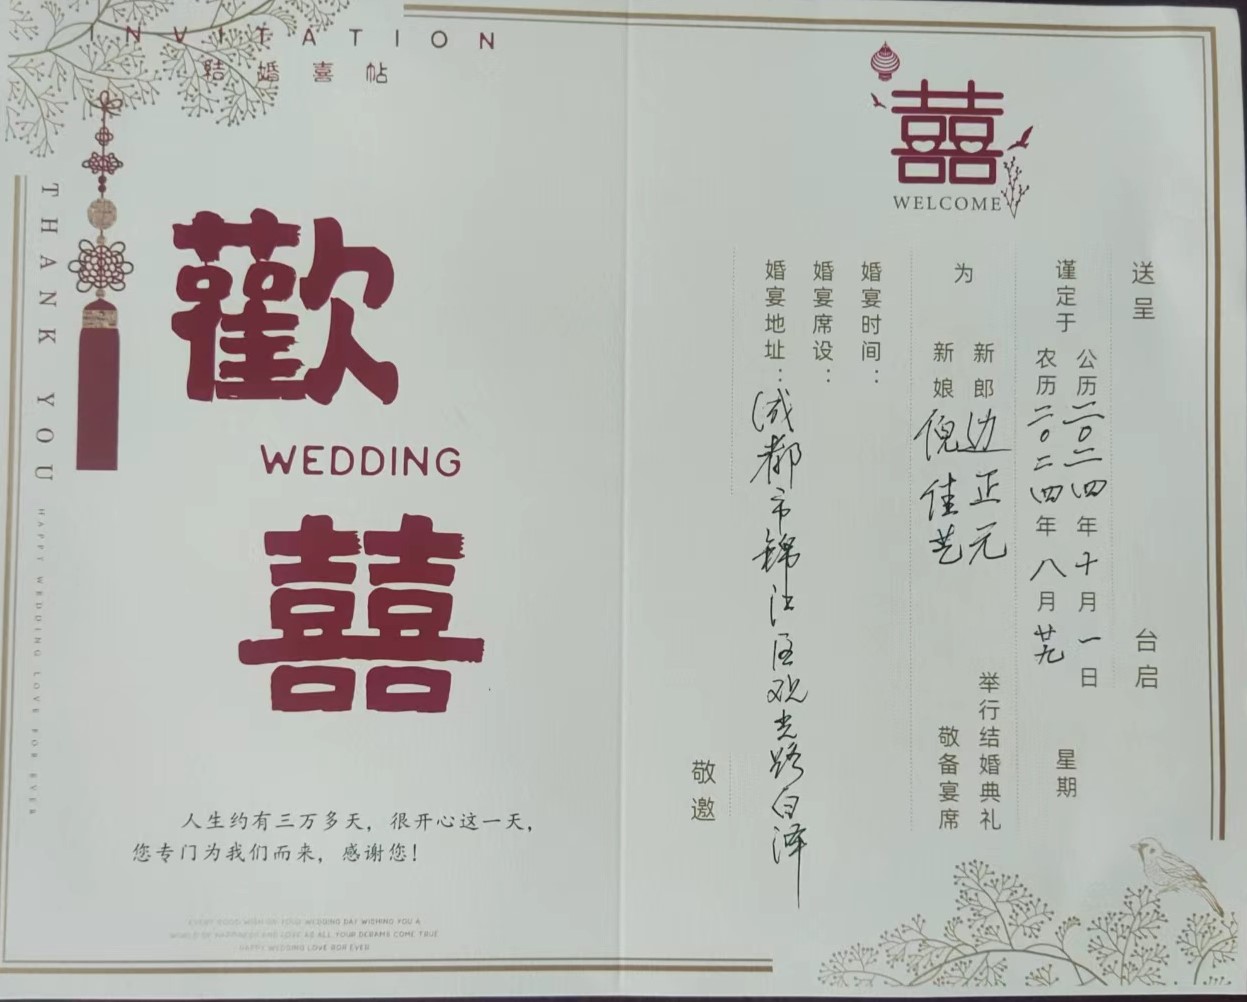 INVITATION
結婚喜帖
THANK YOU
HAPPY WEDDING LOVE FOR EVER
歡
WEDDING
囍
人生约有三万多天，很开心这一天，
您专门为我们而来，感谢您！
EVERY GOOD WISH ON YOUR WEDDING DAY WISHING YOU A
WORLD OF HAPPINESS AND LOVE AS ALL YOUR DERAMS COME TRUE
HAPPY WEDDING LOVE ROR EVER
囍
WELCOME
送呈 台启
谨定于 公历二〇二四年十月一日
农历二〇二四年八月廿九 星期
为 新郎 边正元 举行结婚典礼
新娘 倪佳艺 敬备宴席
婚宴时间：
婚宴席设：
婚宴地址：成都市锦江区观光路白泽
敬邀